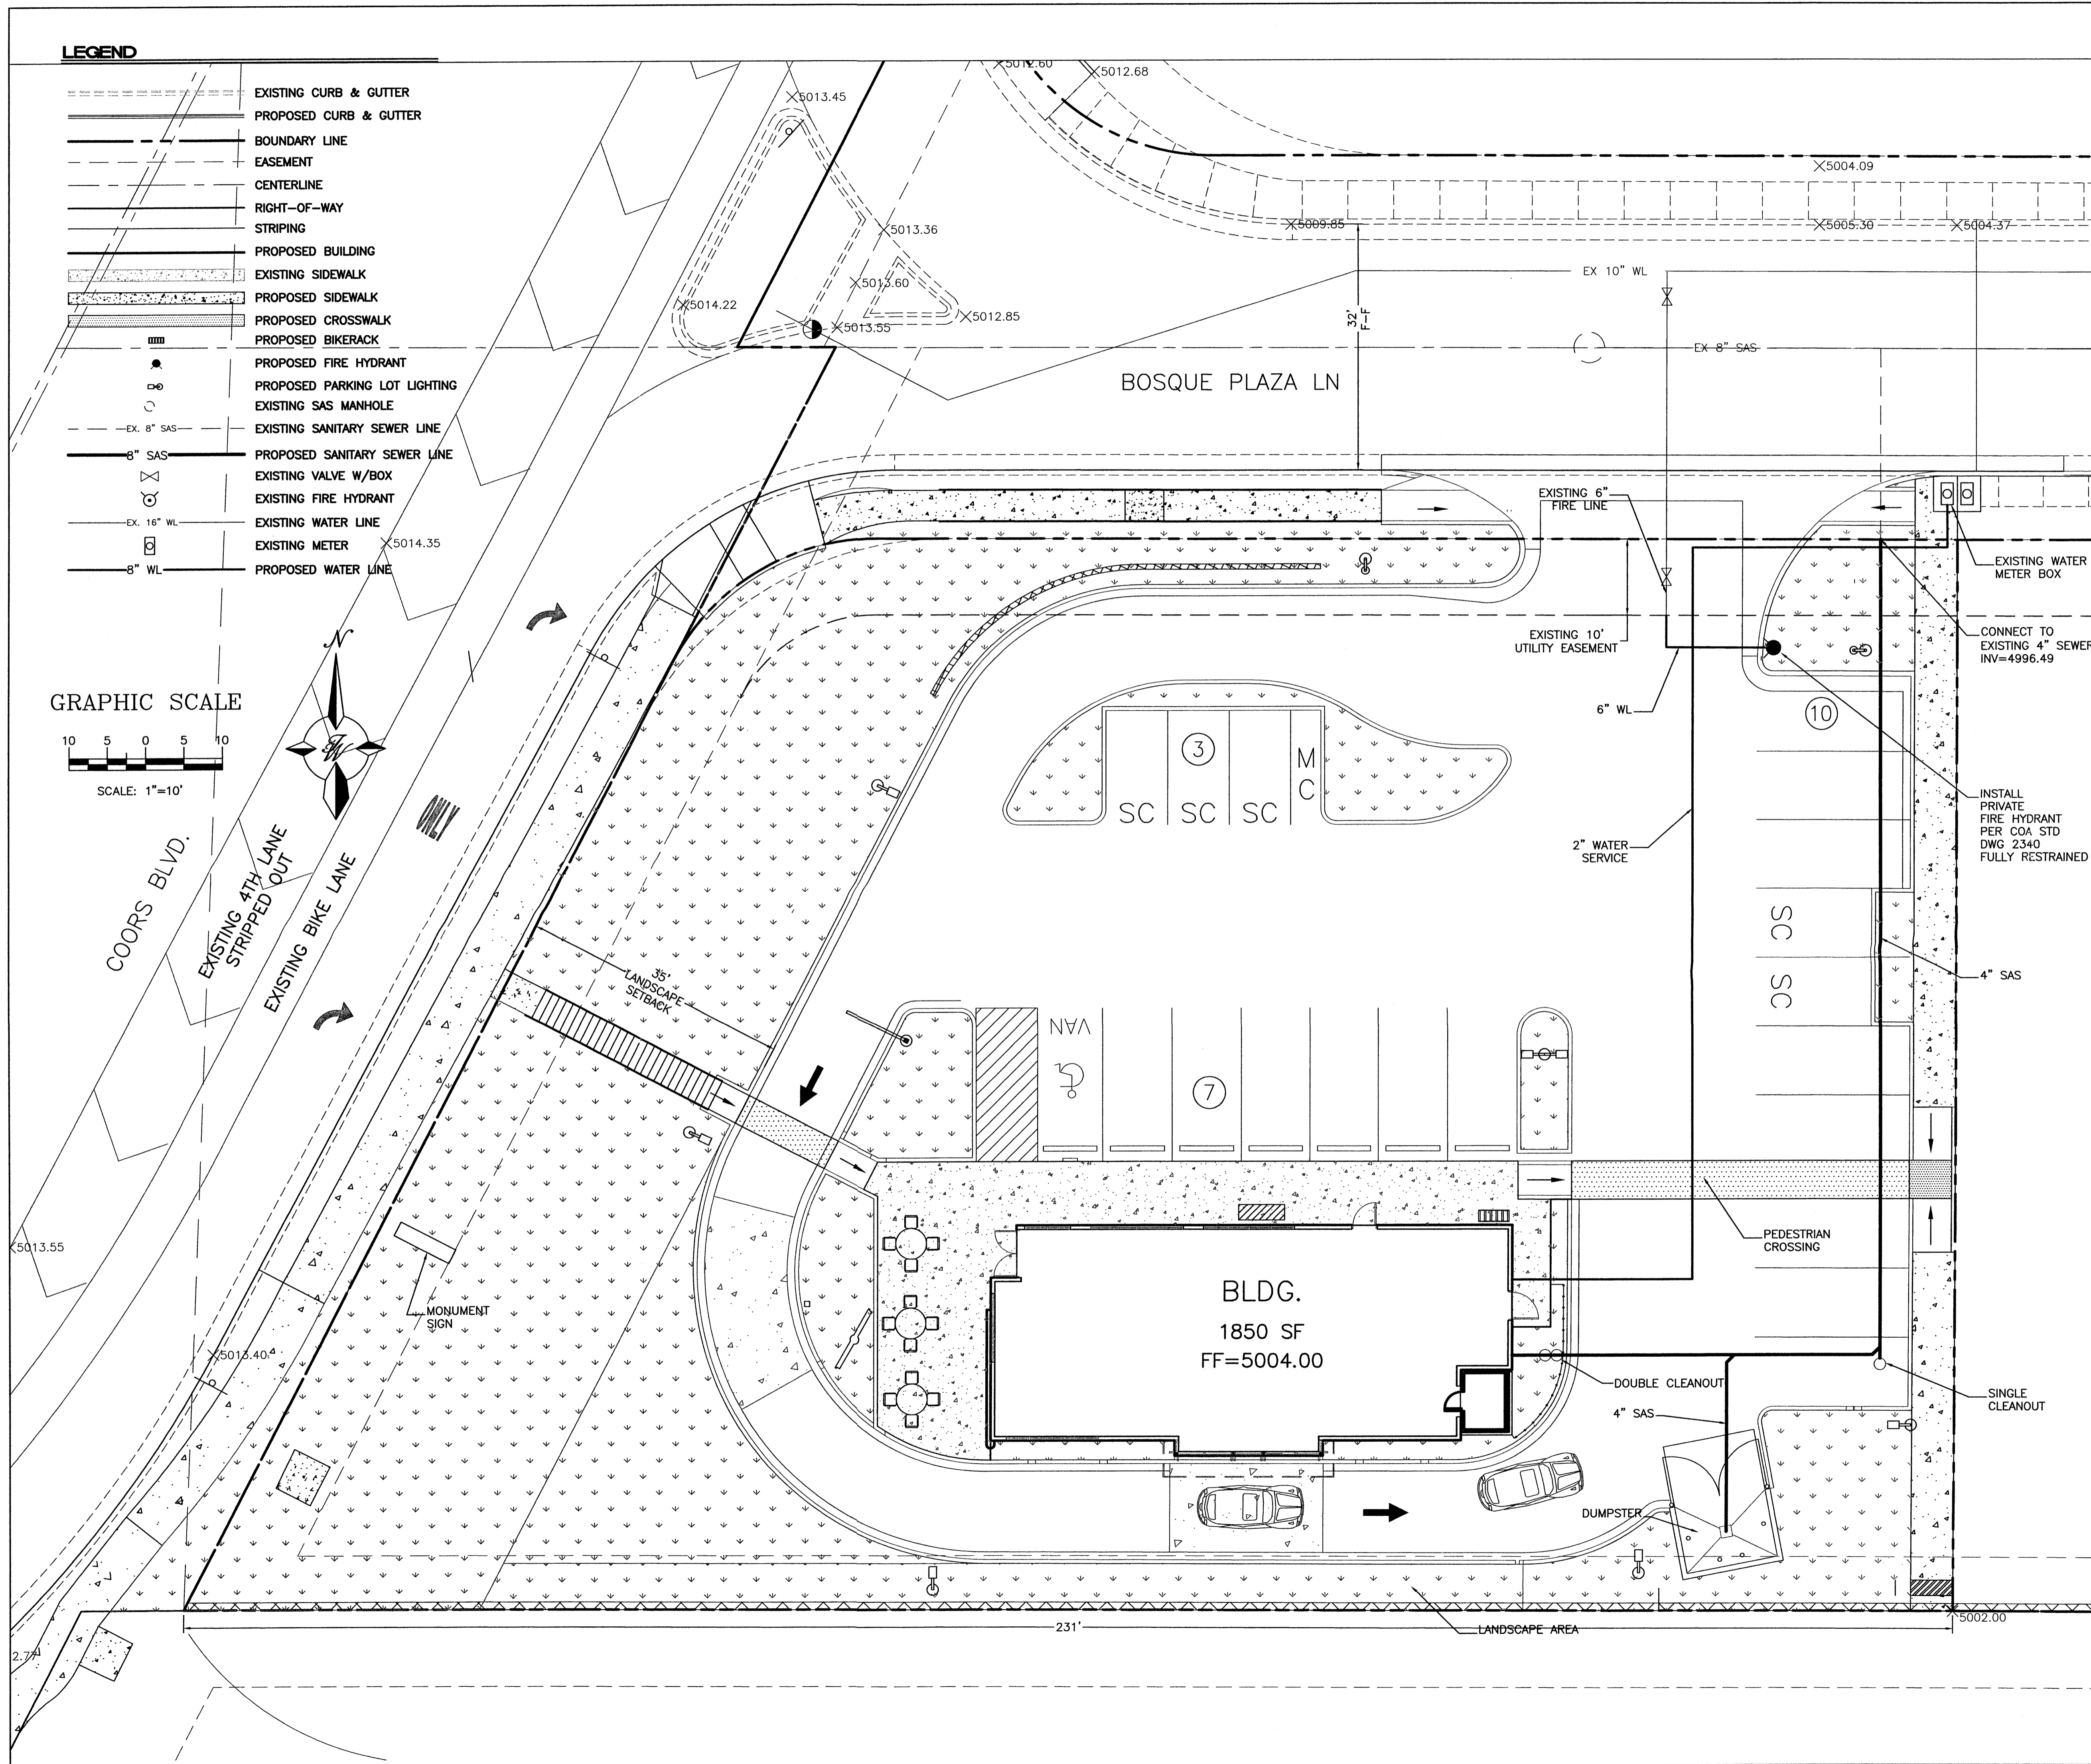 LEGEND
EXISTING CURB & GUTTER
PROPOSED CURB & GUTTER
BOUNDARY LINE
EASEMENT
CENTERLINE
RIGHT-OF-WAY
STRIPING
PROPOSED BUILDING
EXISTING SIDEWALK
PROPOSED SIDEWALK
PROPOSED CROSSWALK
PROPOSED BIKERACK
PROPOSED FIRE HYDRANT
PROPOSED PARKING LOT LIGHTING
EXISTING SAS MANHOLE
EX. 8" SAS
EXISTING SANITARY SEWER LINE
8" SAS
PROPOSED SANITARY SEWER LINE
EXISTING VALVE W/BOX
EXISTING FIRE HYDRANT
EX. 16" WL
EXISTING WATER LINE
EXISTING METER
8" WL
PROPOSED WATER LINE
5014.35
N
GRAPHIC SCALE
10 5 0 5 10
SCALE: 1"=10'
COORS BLVD.
EXISTING 4TH LANE
STRIPPED OUT
EXISTING BIKE LANE
ONLY
5012.60
5012.68
5013.45
5013.36
5013.60
5014.22
5013.55
5012.85
5004.09
5009.85
5005.30
5004.37
EX 10" WL
32'
F-F
EX 8" SAS
BOSQUE PLAZA LN
EXISTING 6"
FIRE LINE
EXISTING WATER
METER BOX
EXISTING 10'
UTILITY EASEMENT
CONNECT TO
EXISTING 4" SEWER
INV=4996.49
6" WL
10
3
M
C
SC
SC
SC
INSTALL
PRIVATE
FIRE HYDRANT
PER COA STD
DWG 2340
FULLY RESTRAINED
2" WATER
SERVICE
SC
SC
4" SAS
35'
LANDSCAPE
SETBACK
VAN
7
PEDESTRIAN
CROSSING
5013.55
MONUMENT
SIGN
BLDG.
1850 SF
FF=5004.00
5013.40
DOUBLE CLEANOUT
4" SAS
SINGLE
CLEANOUT
DUMPSTER
5002.00
231'
LANDSCAPE AREA